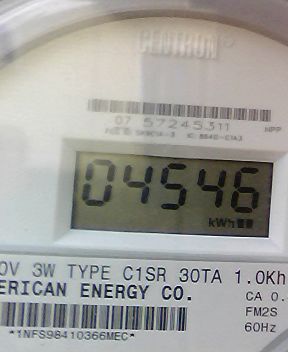 CENTRON®
07 57245311
HPP
04546
kWh
0V 3W TYPE C1SR 30TA 1.0Kh
ERICAN ENERGY CO.
CA 0.
FM2S
60Hz
*1NFS98410366MEC*